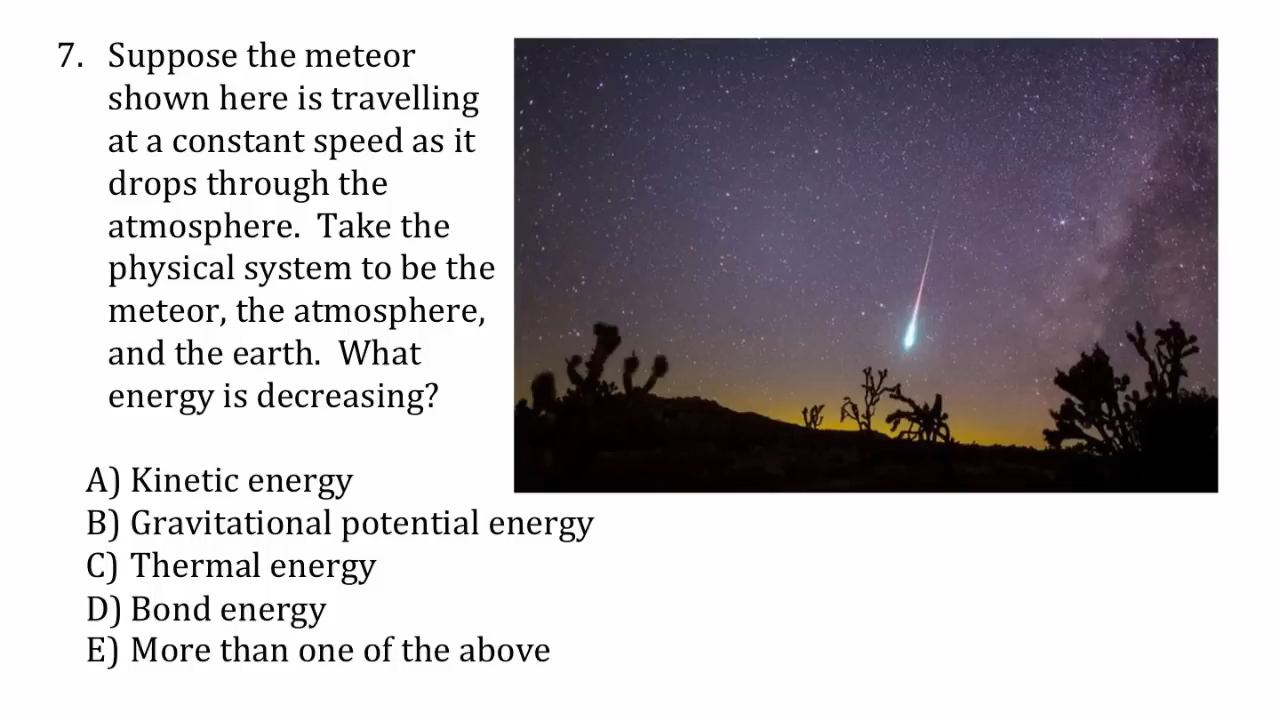 7. Suppose the meteor
shown here is travelling
at a constant speed as it
drops through the
atmosphere. Take the
physical system to be the
meteor, the atmosphere,
and the earth. What
energy is decreasing?
A) Kinetic energy
B) Gravitational potential energy
C) Thermal energy
D) Bond energy
E) More than one of the above